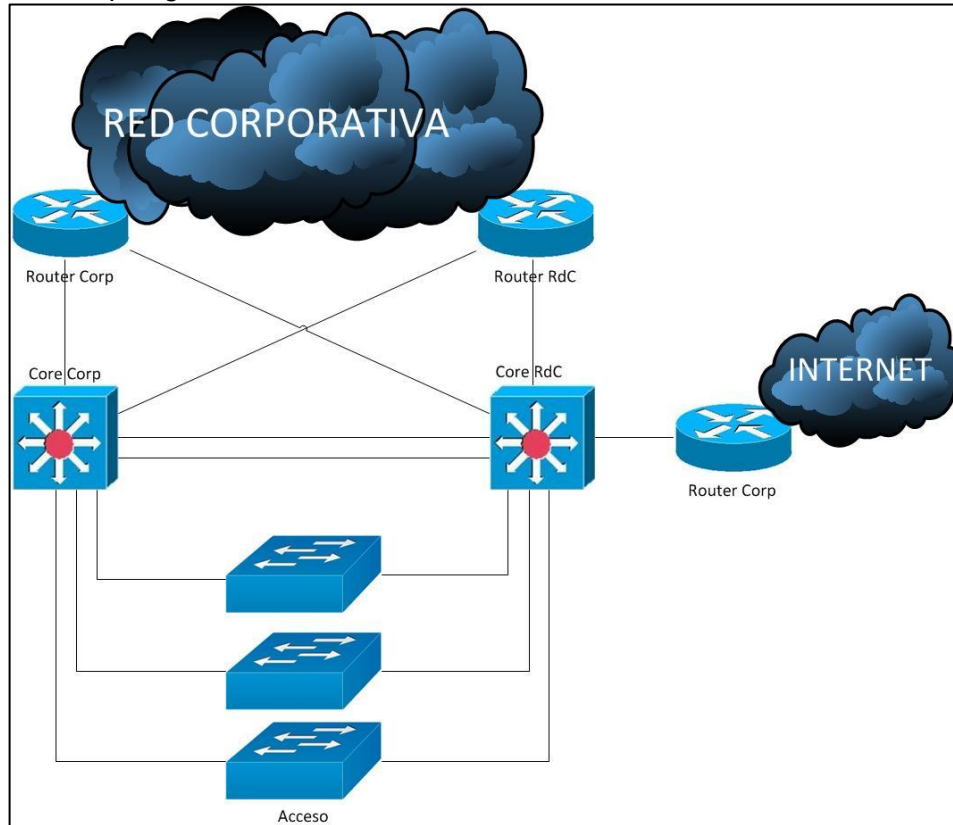 RED CORPORATIVA
Router Corp
Router RdC
Core Corp
Core RdC
INTERNET
Router Corp
Acceso